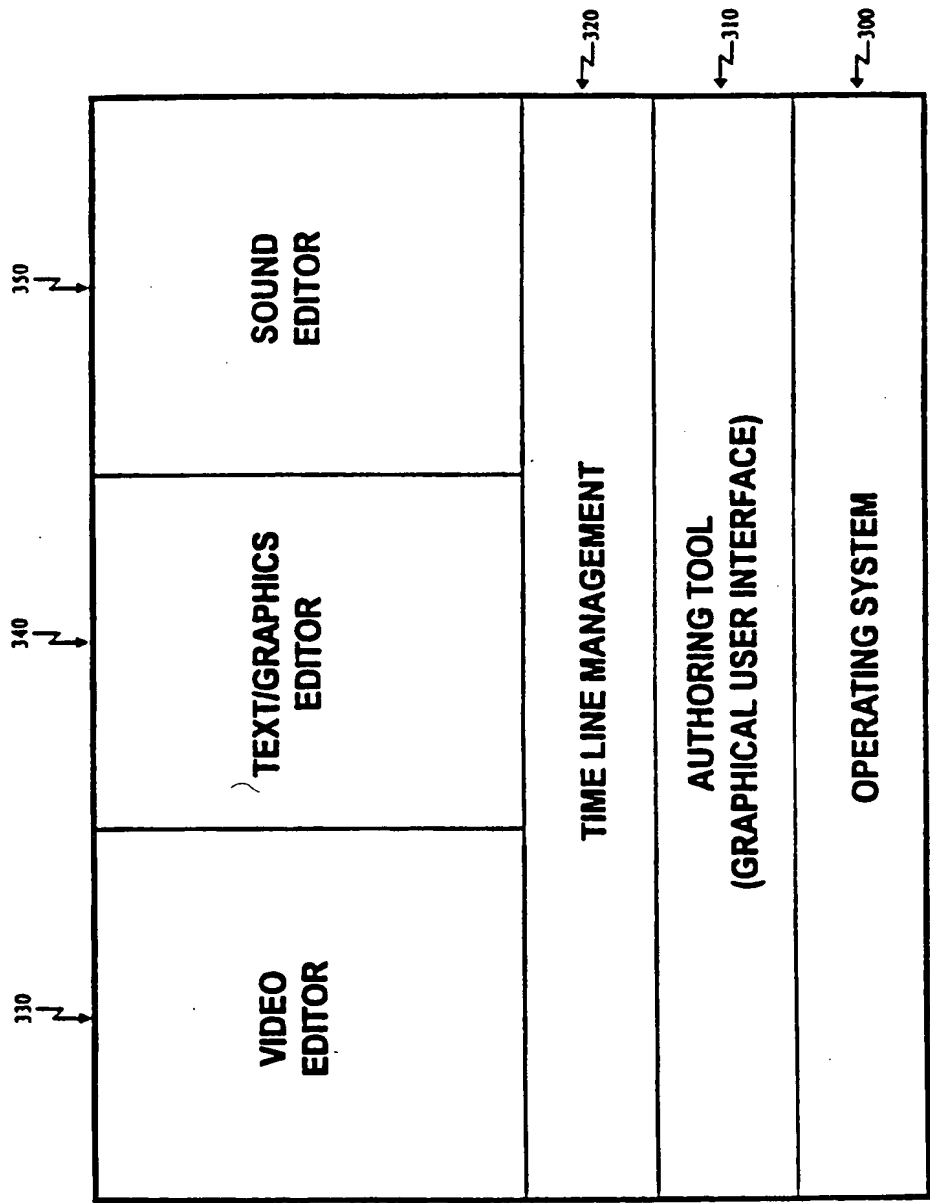 330
340
350
VIDEO
EDITOR
TEXT/GRAPHICS
EDITOR
SOUND
EDITOR
TIME LINE MANAGEMENT
320
AUTHORING TOOL
(GRAPHICAL USER INTERFACE)
310
OPERATING SYSTEM
300